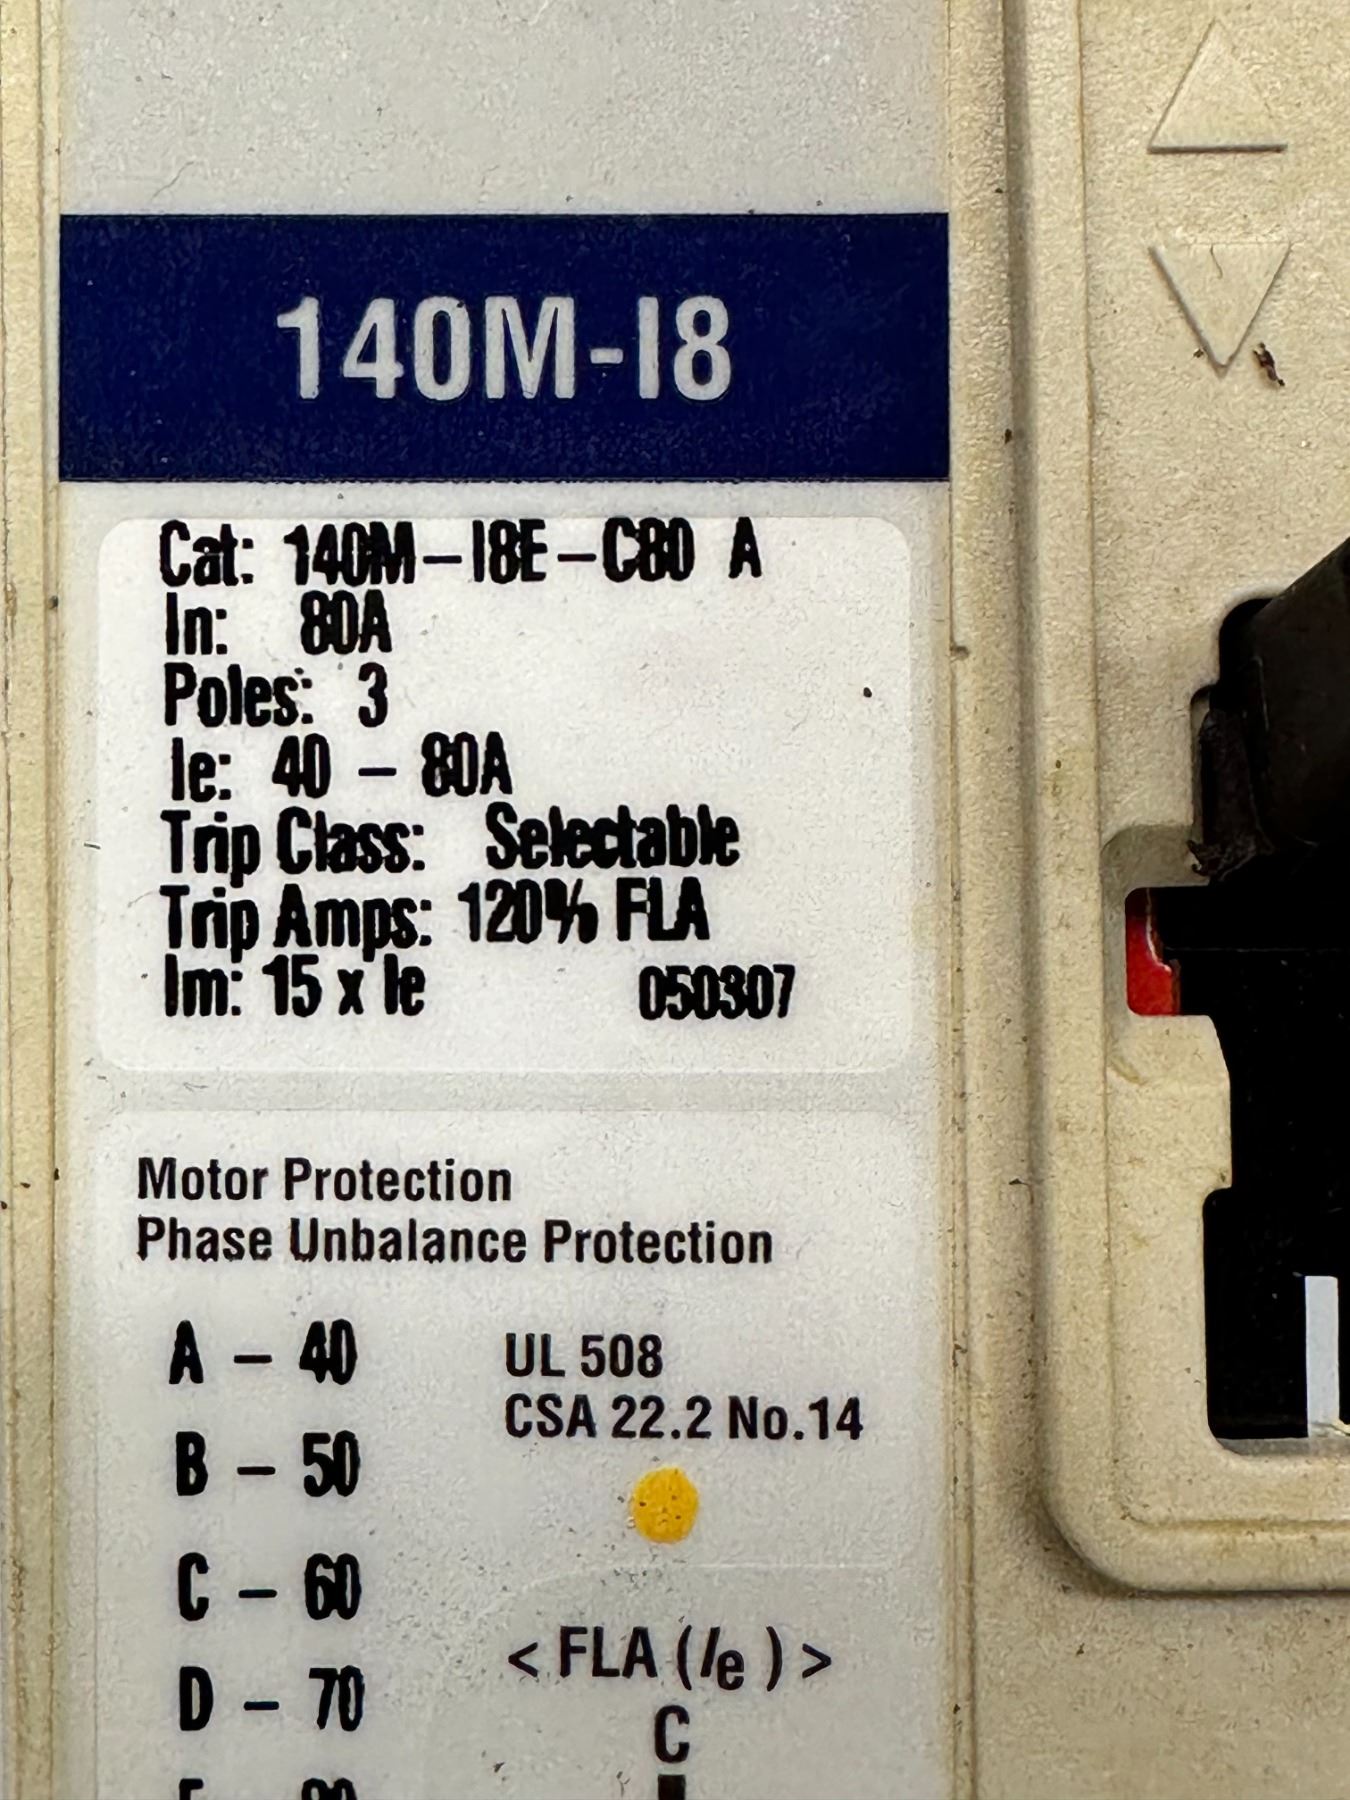 140M-I8
Cat: 140M-I8E-C80 A
In: 80A
Poles: 3
Ie: 40 - 80A
Trip Class: Selectable
Trip Amps: 120% FLA
Im: 15 x Ie 050307
Motor Protection
Phase Unbalance Protection
A - 40
UL 508
CSA 22.2 No.14
B - 50
C - 60
D - 70
< FLA (Ie) >
C